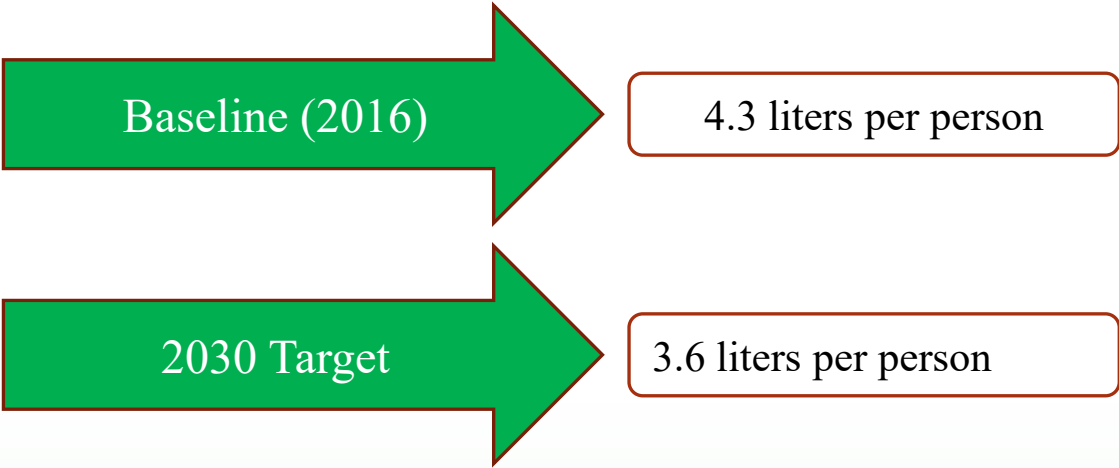 Baseline (2016)
4.3 liters per person
2030 Target
3.6 liters per person